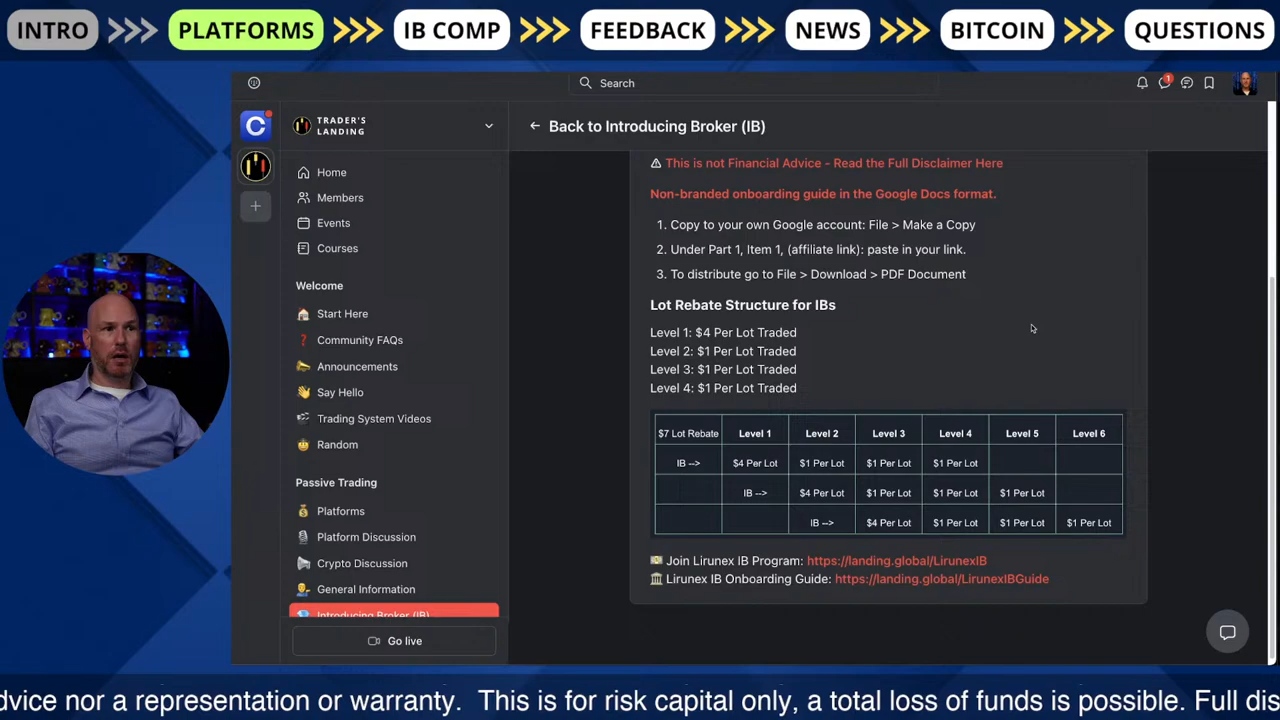 INTRO PLATFORMS IB COMP FEEDBACK NEWS BITCOIN QUESTIONS
Search
1
TRADER'S
LANDING
Back to Introducing Broker (IB)
Home
Members
Events
Courses
Welcome
Start Here
Community FAQs
Announcements
Say Hello
Trading System Videos
Random
Passive Trading
Platforms
Platform Discussion
Crypto Discussion
General Information
Introducing Broker (IB)
Go live
This is not Financial Advice - Read the Full Disclaimer Here
Non-branded onboarding guide in the Google Docs format.
1. Copy to your own Google account: File > Make a Copy
2. Under Part 1, Item 1, (affiliate link): paste in your link.
3. To distribute go to File > Download > PDF Document
Lot Rebate Structure for IBs
Level 1: $4 Per Lot Traded
Level 2: $1 Per Lot Traded
Level 3: $1 Per Lot Traded
Level 4: $1 Per Lot Traded
$7 Lot Rebate Level 1 Level 2 Level 3 Level 4 Level 5 Level 6
IB --> $4 Per Lot $1 Per Lot $1 Per Lot $1 Per Lot
IB --> $4 Per Lot $1 Per Lot $1 Per Lot $1 Per Lot
IB --> $4 Per Lot $1 Per Lot $1 Per Lot $1 Per Lot
Join Lirunex IB Program: https://landing.global/LirunexIB
Lirunex IB Onboarding Guide: https://landing.global/LirunexIBGuide
dvice nor a representation or warranty. This is for risk capital only, a total loss of funds is possible. Full dis